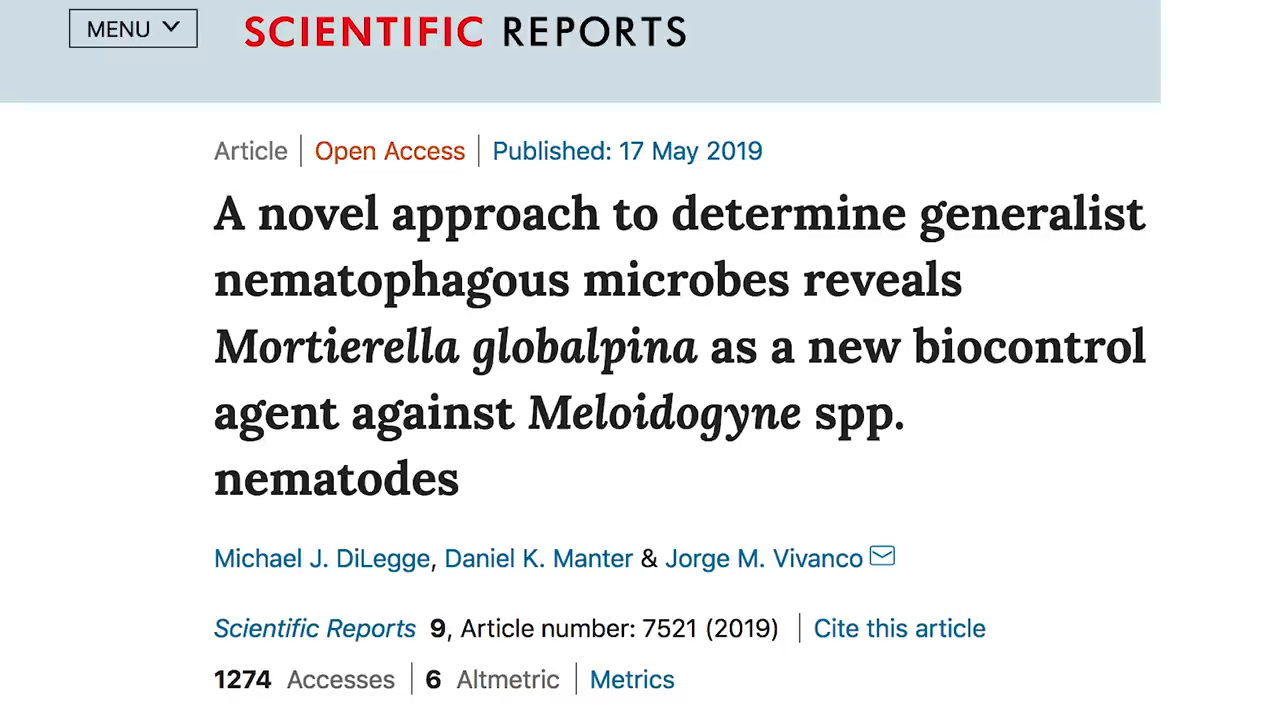 MENU
SCIENTIFIC REPORTS
Article | Open Access | Published: 17 May 2019
A novel approach to determine generalist
nematophagous microbes reveals
Mortierella globalpina as a new biocontrol
agent against Meloidogyne spp.
nematodes
Michael J. DiLegge, Daniel K. Manter & Jorge M. Vivanco
Scientific Reports 9, Article number: 7521 (2019) | Cite this article
1274 Accesses | 6 Altmetric | Metrics